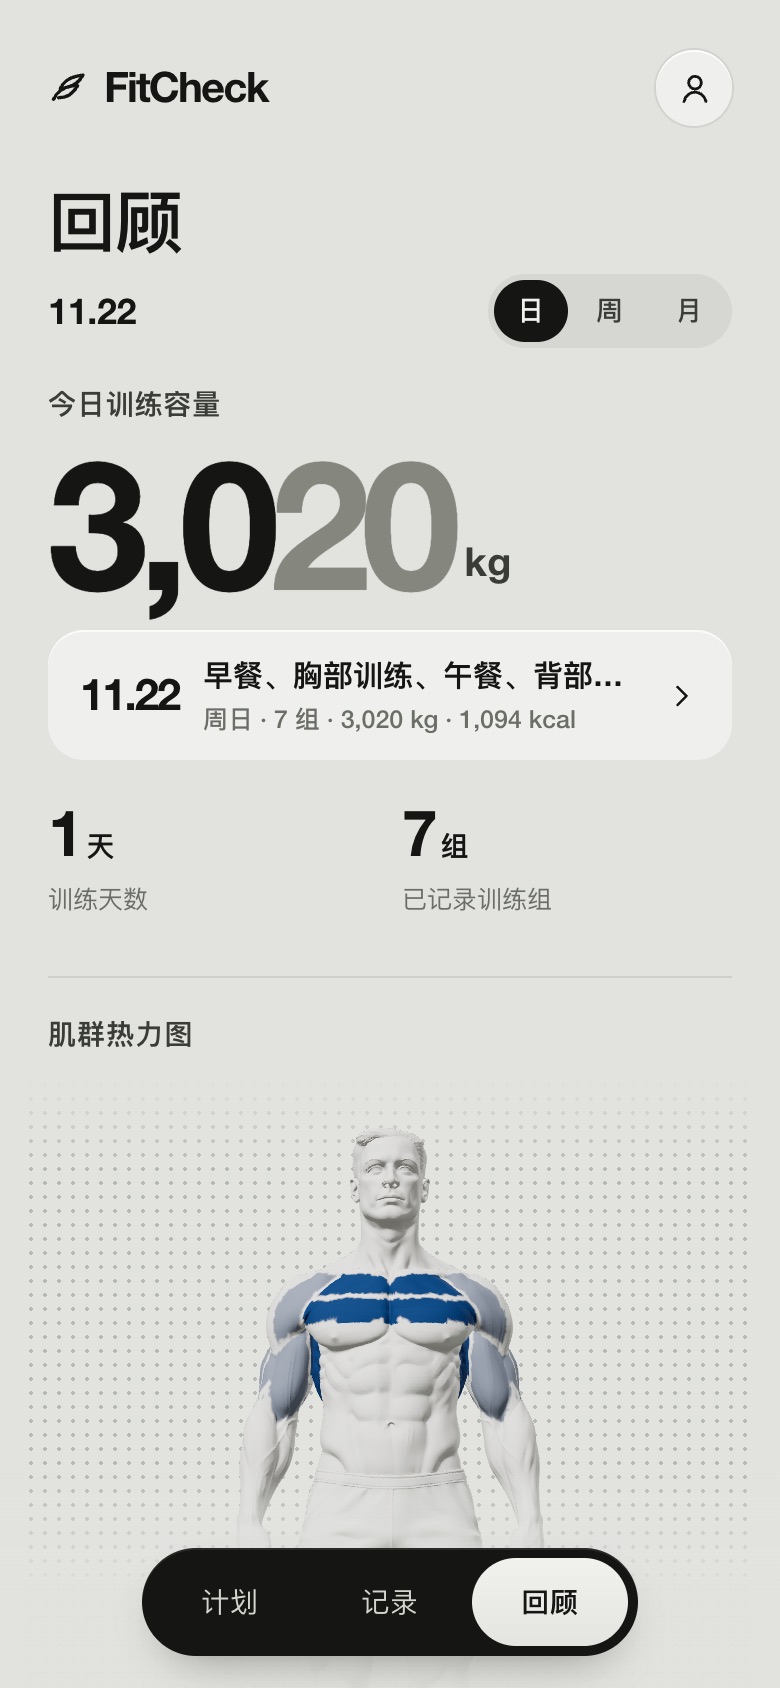 FitCheck
回顾
11.22
日 周 月
今日训练容量
3,020 kg
11.22
早餐、胸部训练、午餐、背部...
周日 · 7 组 · 3,020 kg · 1,094 kcal
1 天
训练天数
7 组
已记录训练组
肌群热力图
计划 记录 回顾